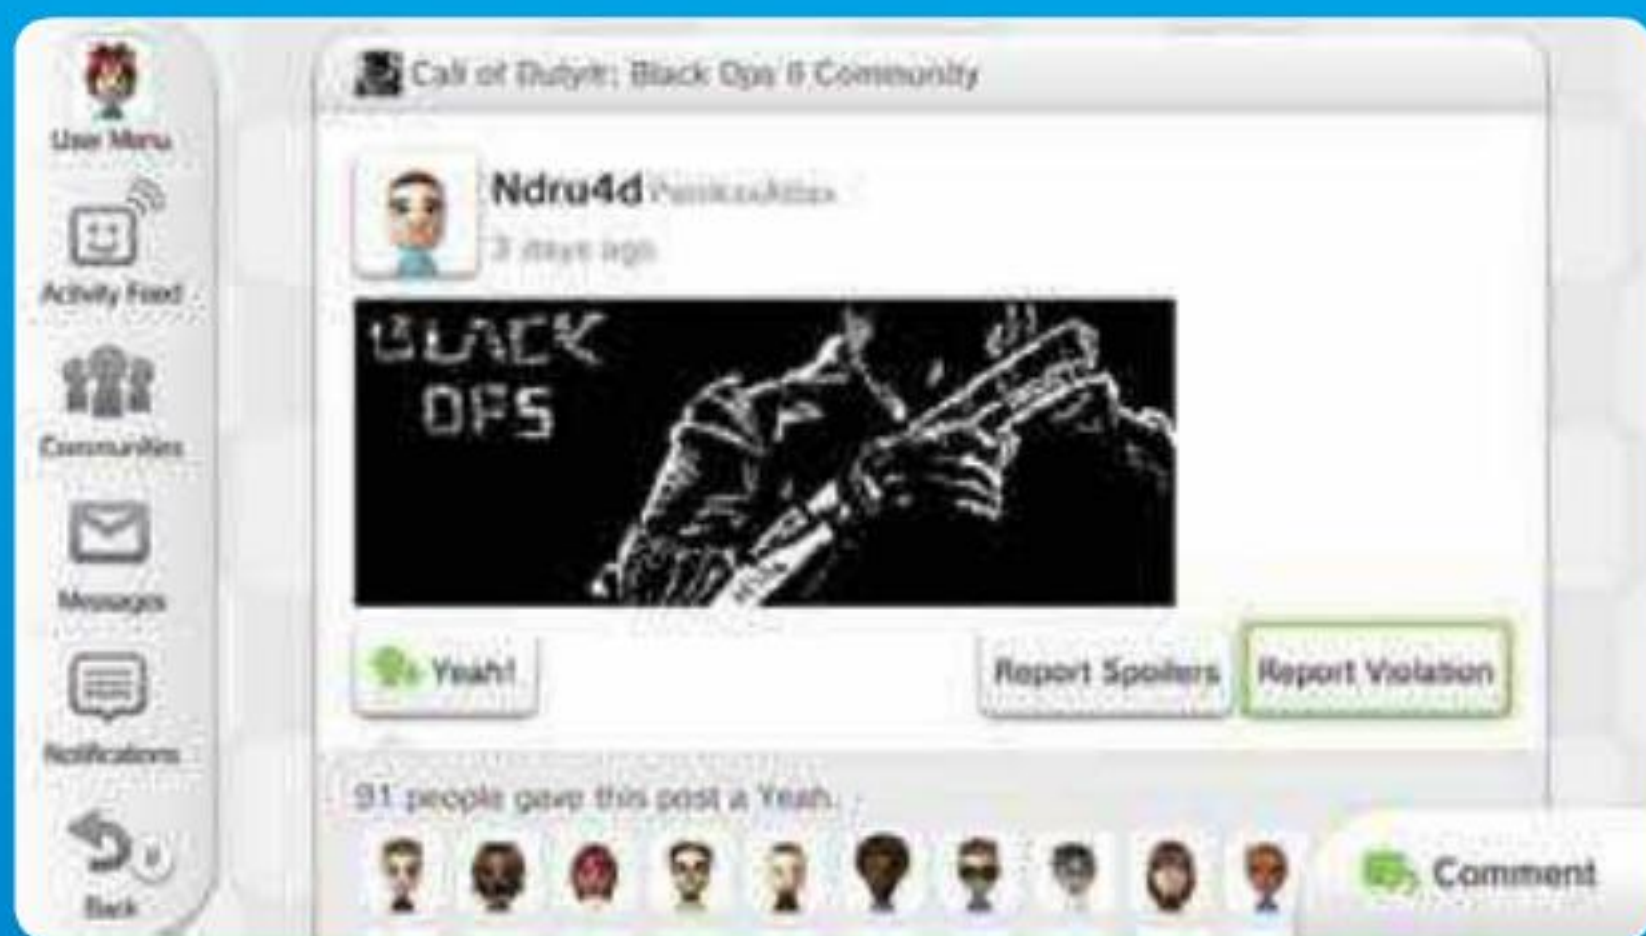 User Menu
Activity Feed
Communities
Messages
Notifications
Back
Call of Duty®: Black Ops II Community
Ndru4d
3 days ago
BLACK
OPS
Yeah!
Report Spoilers
Report Violation
91 people gave this post a Yeah.
Comment